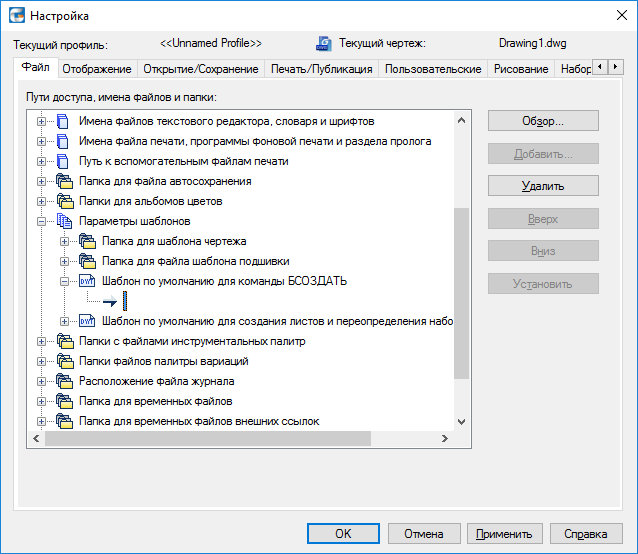 Настройка
Текущий профиль: <<Unnamed Profile>> DWG Текущий чертеж: Drawing1.dwg
Файл Отображение Открытие/Сохранение Печать/Публикация Пользовательские Рисование Набор
Пути доступа, имена файлов и папки:
Имена файлов текстового редактора, словаря и шрифтов
Имена файла печати, программы фоновой печати и раздела пролога
Путь к вспомогательным файлам печати
Папка для файла автосохранения
Папки для альбомов цветов
Параметры шаблонов
Папка для шаблона чертежа
Папка для файла шаблона подшивки
Шаблон по умолчанию для команды БСОЗДАТЬ
Шаблон по умолчанию для создания листов и переопределения набо
Папки с файлами инструментальных палитр
Папки файлов палитры вариаций
Расположение файла журнала
Папка для временных файлов
Папка для временных файлов внешних ссылок
Обзор...
Добавить...
Удалить
Вверх
Вниз
Установить
OK Отмена Применить Справка